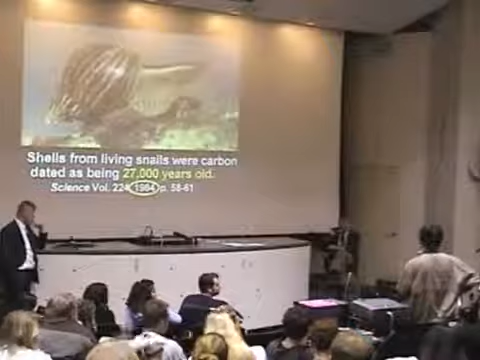 Shells from living snails were carbon
dated as being 27,000 years old.
Science Vol. 224, 1984 p. 58-61